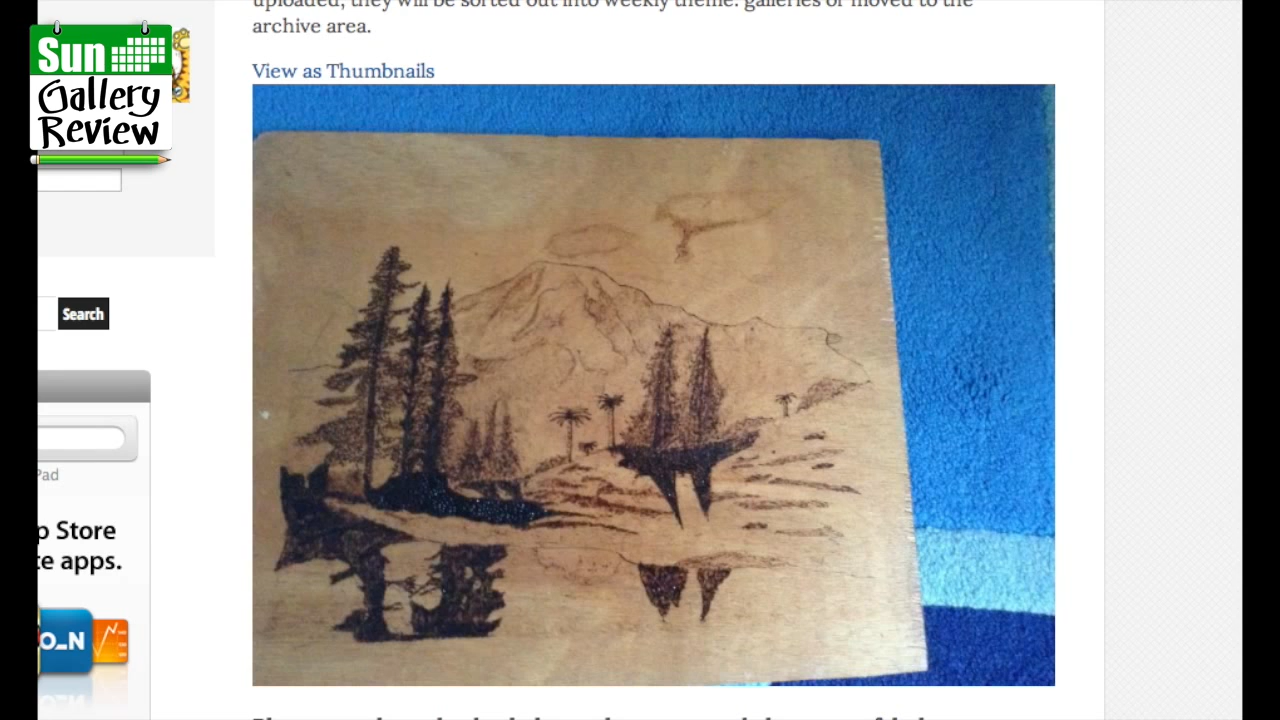 uploaded, they will be sorted out into weekly theme. galleries or moved to the
archive area.
View as Thumbnails
Sun
Gallery
Review
Search
Pad
p Store
te apps.
O_N